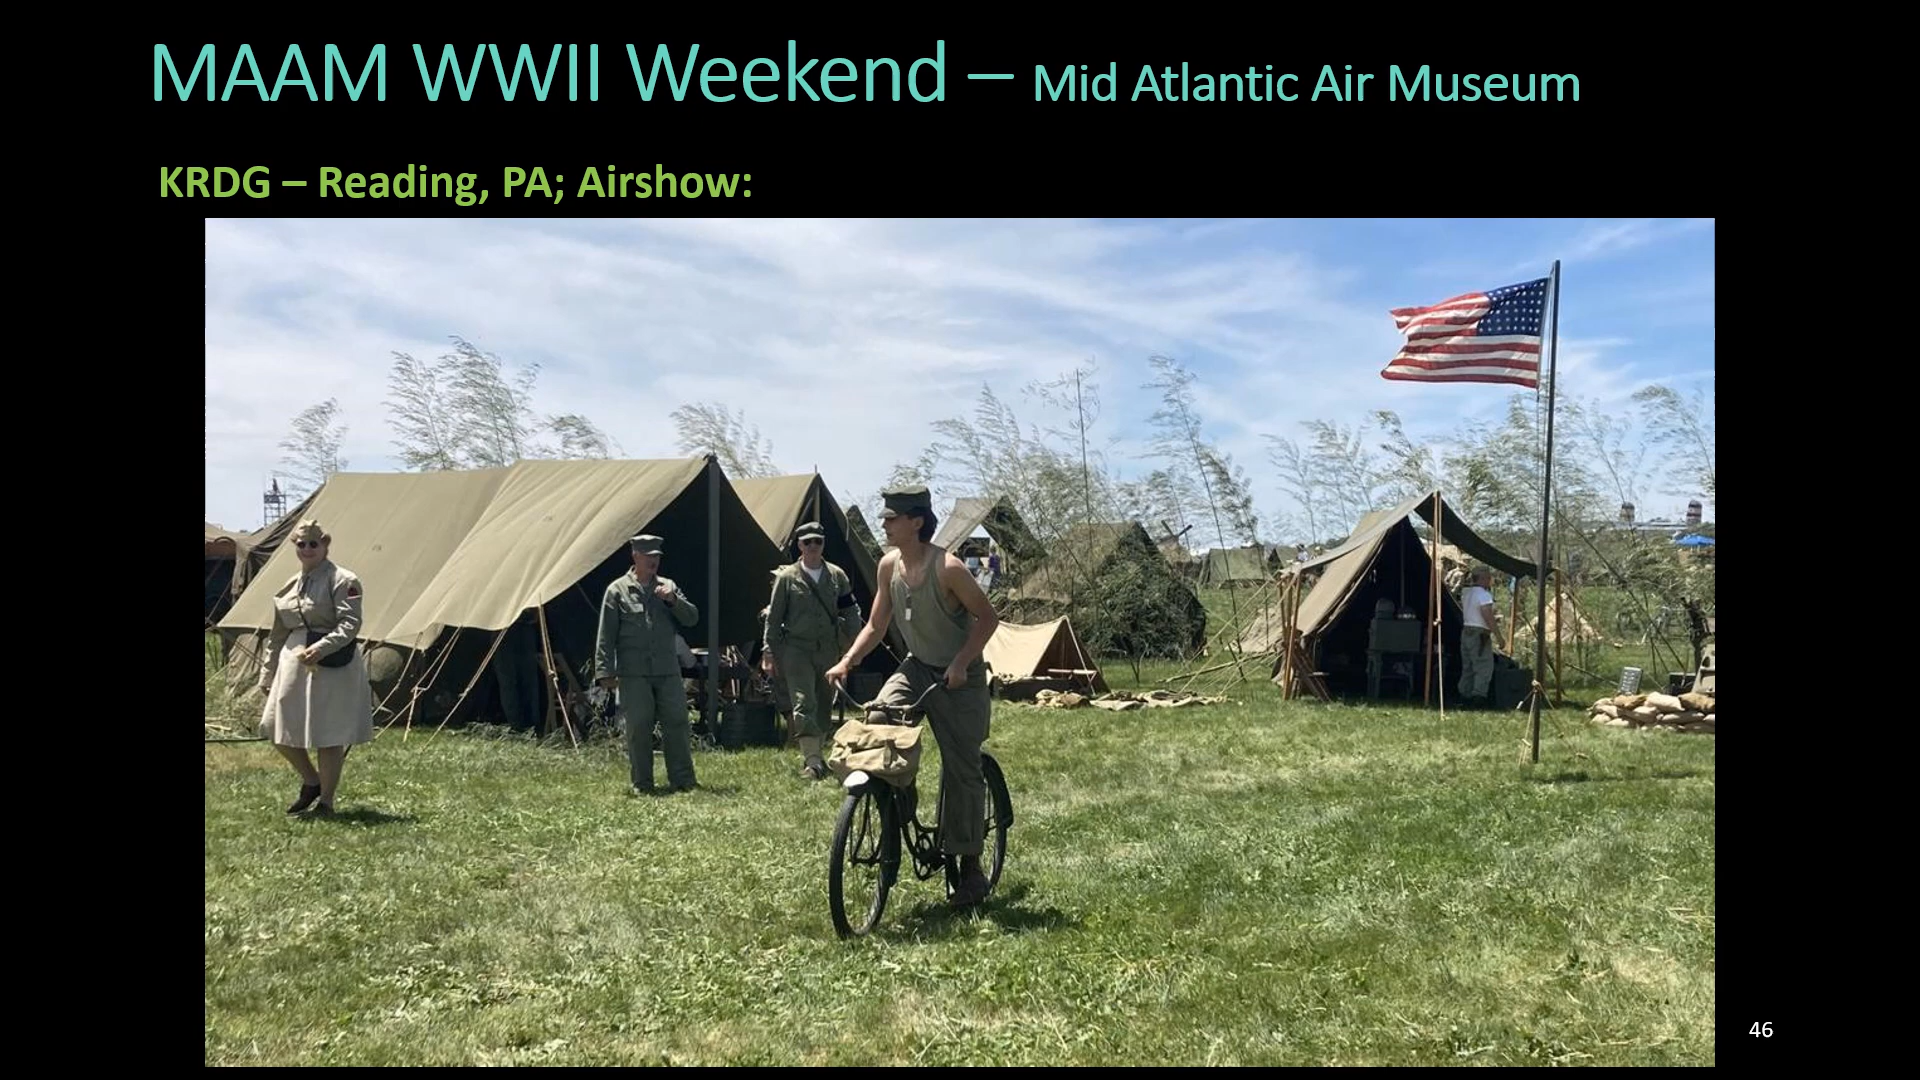 MAAM WWII Weekend – Mid Atlantic Air Museum
KRDG – Reading, PA; Airshow:
46